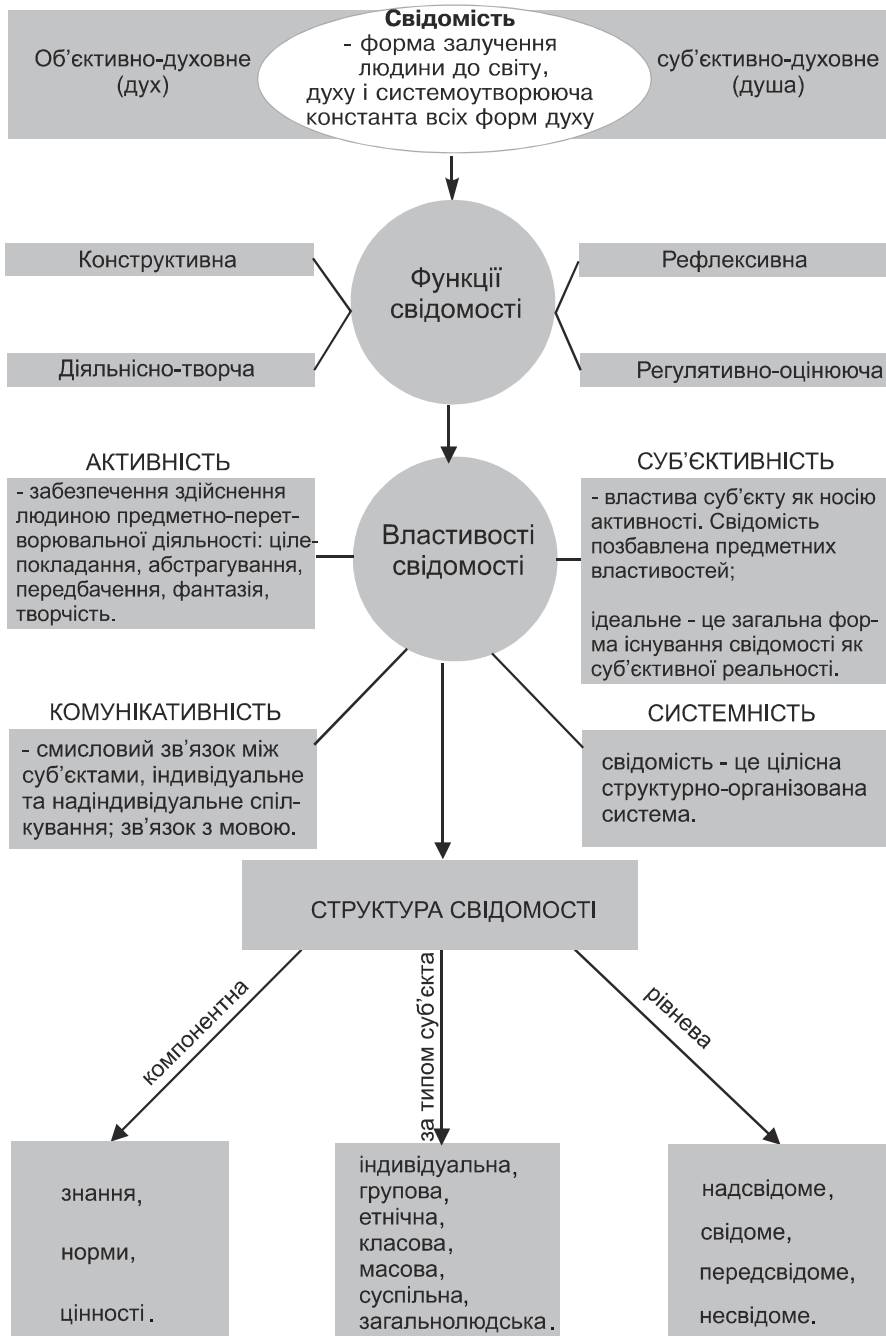 Об’єктивно-духовне
(дух)
Свідомість
- форма залучення
людини до світу,
духу і системоутворююча
константа всіх форм духу
суб’єктивно-духовне
(душа)
Конструктивна
Діяльнісно-творча
Функції
свідомості
Рефлексивна
Регулятивно-оцінююча
АКТИВНІСТЬ
- забезпечення здійснення
людиною предметно-перет-
ворювальної діяльності: ціле-
покладання, абстрагування,
передбачення, фантазія,
творчість.
Властивості
свідомості
СУБ’ЄКТИВНІСТЬ
- властива суб’єкту як носію
активності. Свідомість
позбавлена предметних
властивостей;
ідеальне - це загальна фор-
ма існування свідомості як
суб’єктивної реальності.
КОМУНІКАТИВНІСТЬ
- смисловий зв’язок між
суб’єктами, індивідуальне
та надіндивідуальне спіл-
кування; зв’язок з мовою.
СИСТЕМНІСТЬ
свідомість - це цілісна
структурно-організована
система.
СТРУКТУРА СВІДОМОСТІ
компонентна
за типом суб’єкта
рівнева
знання,
норми,
цінності.
індивідуальна,
групова,
етнічна,
класова,
масова,
суспільна,
загальнолюдська.
надсвідоме,
свідоме,
передсвідоме,
несвідоме.